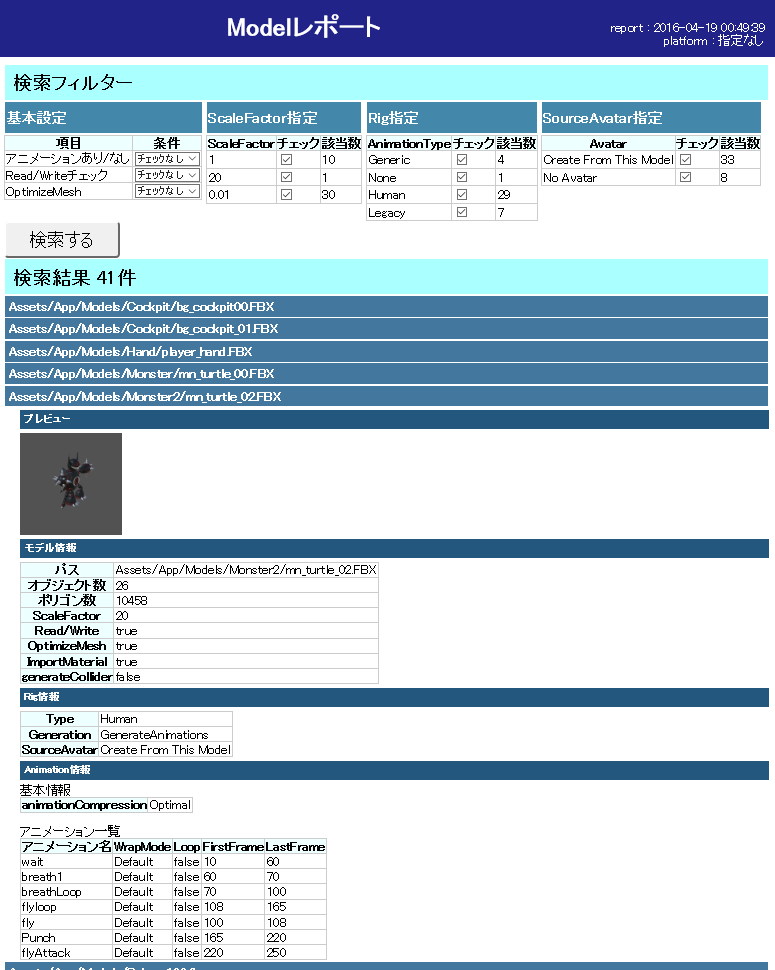 Modelレポート
report : 2016-04-19 00:49:39
platform : 指定なし
検索フィルター
基本設定 ScaleFactor指定 Rig指定 SourceAvatar指定
項目 条件 ScaleFactor チェック 該当数 AnimationType チェック 該当数 Avatar チェック 該当数
アニメーションあり/なし チェックなし 1 10 Generic 4 Create From This Model 33
Read/Writeチェック チェックなし 20 1 None 1 No Avatar 8
OptimizeMesh チェックなし 0.01 30 Human 29
Legacy 7
検索する
検索結果 41件
Assets/App/Models/Cockpit/bg_cockpit00.FBX
Assets/App/Models/Cockpit/bg_cockpit_01.FBX
Assets/App/Models/Hand/player_hand.FBX
Assets/App/Models/Monster/mn_turtle_00.FBX
Assets/App/Models/Monster2/mn_turtle_02.FBX
プレビュー
モデル情報
パス Assets/App/Models/Monster2/mn_turtle_02.FBX
オブジェクト数 26
ポリゴン数 10458
ScaleFactor 20
Read/Write true
OptimizeMesh true
ImportMaterial true
generateCollider false
Rig情報
Type Human
Generation GenerateAnimations
SourceAvatar Create From This Model
Animation情報
基本情報
animationCompression Optimal
アニメーション一覧
アニメーション名 WrapMode Loop FirstFrame LastFrame
wait Default false 10 60
breath1 Default false 60 70
breathLoop Default false 70 100
flyloop Default false 108 165
fly Default false 100 108
Punch Default false 165 220
flyAttack Default false 220 250